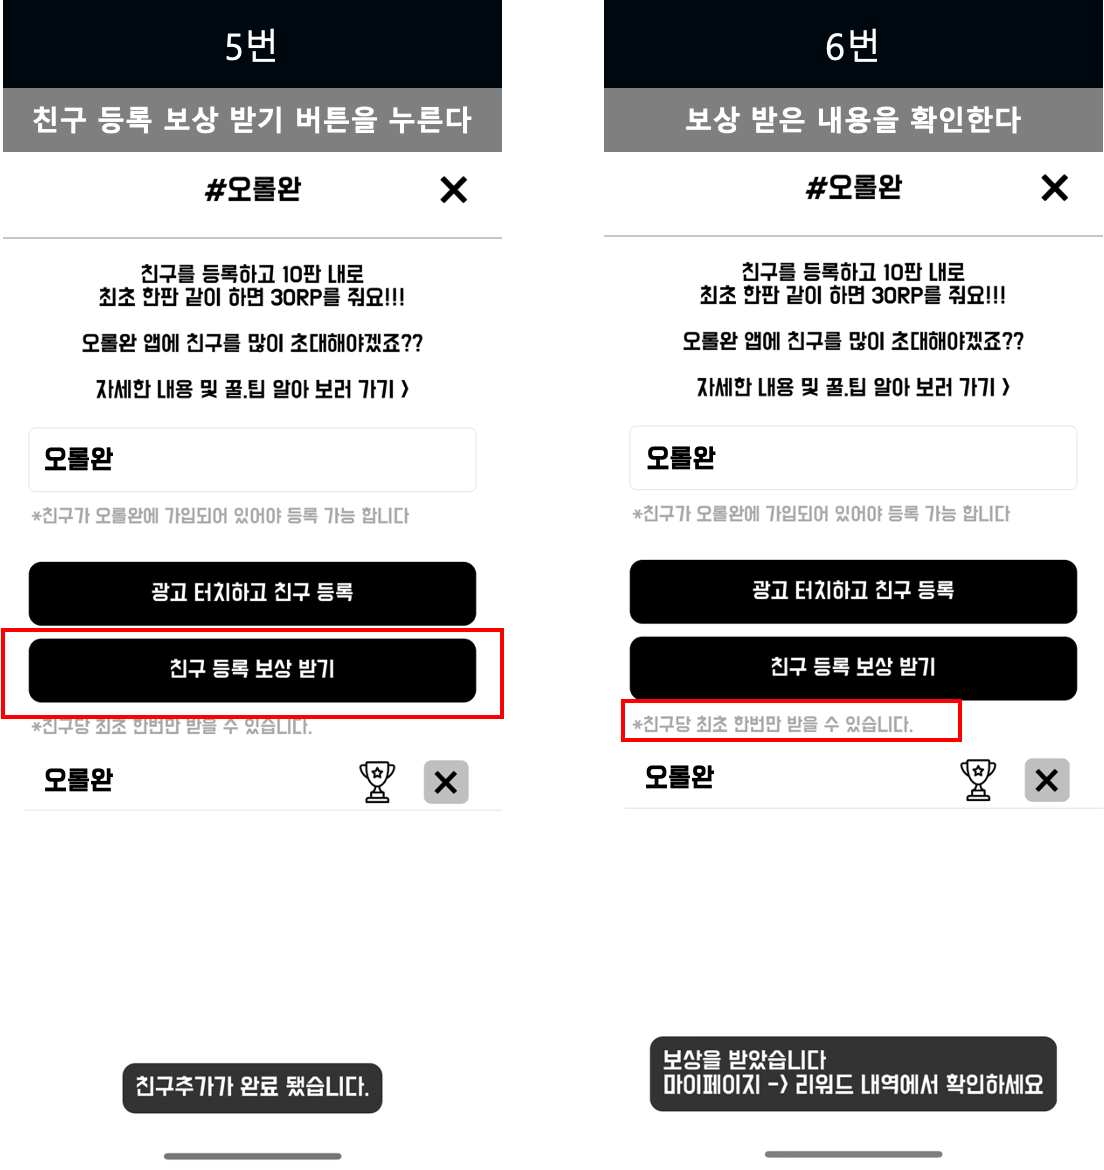 5번
친구 등록 보상 받기 버튼을 누른다
#오롤완
친구를 등록하고 10판 내로
최초 한판 같이 하면 30RP를 줘요!!!
오롤완 앱에 친구를 많이 초대해야겠죠??
자세한 내용 및 꿀.팁 알아 보러 가기 >
오롤완
*친구가 오롤완에 가입되어 있어야 등록 가능 합니다
광고 터치하고 친구 등록
친구 등록 보상 받기
*친구당 최초 한번만 받을 수 있습니다.
오롤완
친구추가가 완료 됐습니다.
6번
보상 받은 내용을 확인한다
#오롤완
친구를 등록하고 10판 내로
최초 한판 같이 하면 30RP를 줘요!!!
오롤완 앱에 친구를 많이 초대해야겠죠??
자세한 내용 및 꿀.팁 알아 보러 가기 >
오롤완
*친구가 오롤완에 가입되어 있어야 등록 가능 합니다
광고 터치하고 친구 등록
친구 등록 보상 받기
*친구당 최초 한번만 받을 수 있습니다.
오롤완
보상을 받았습니다
마이페이지 -> 리워드 내역에서 확인하세요